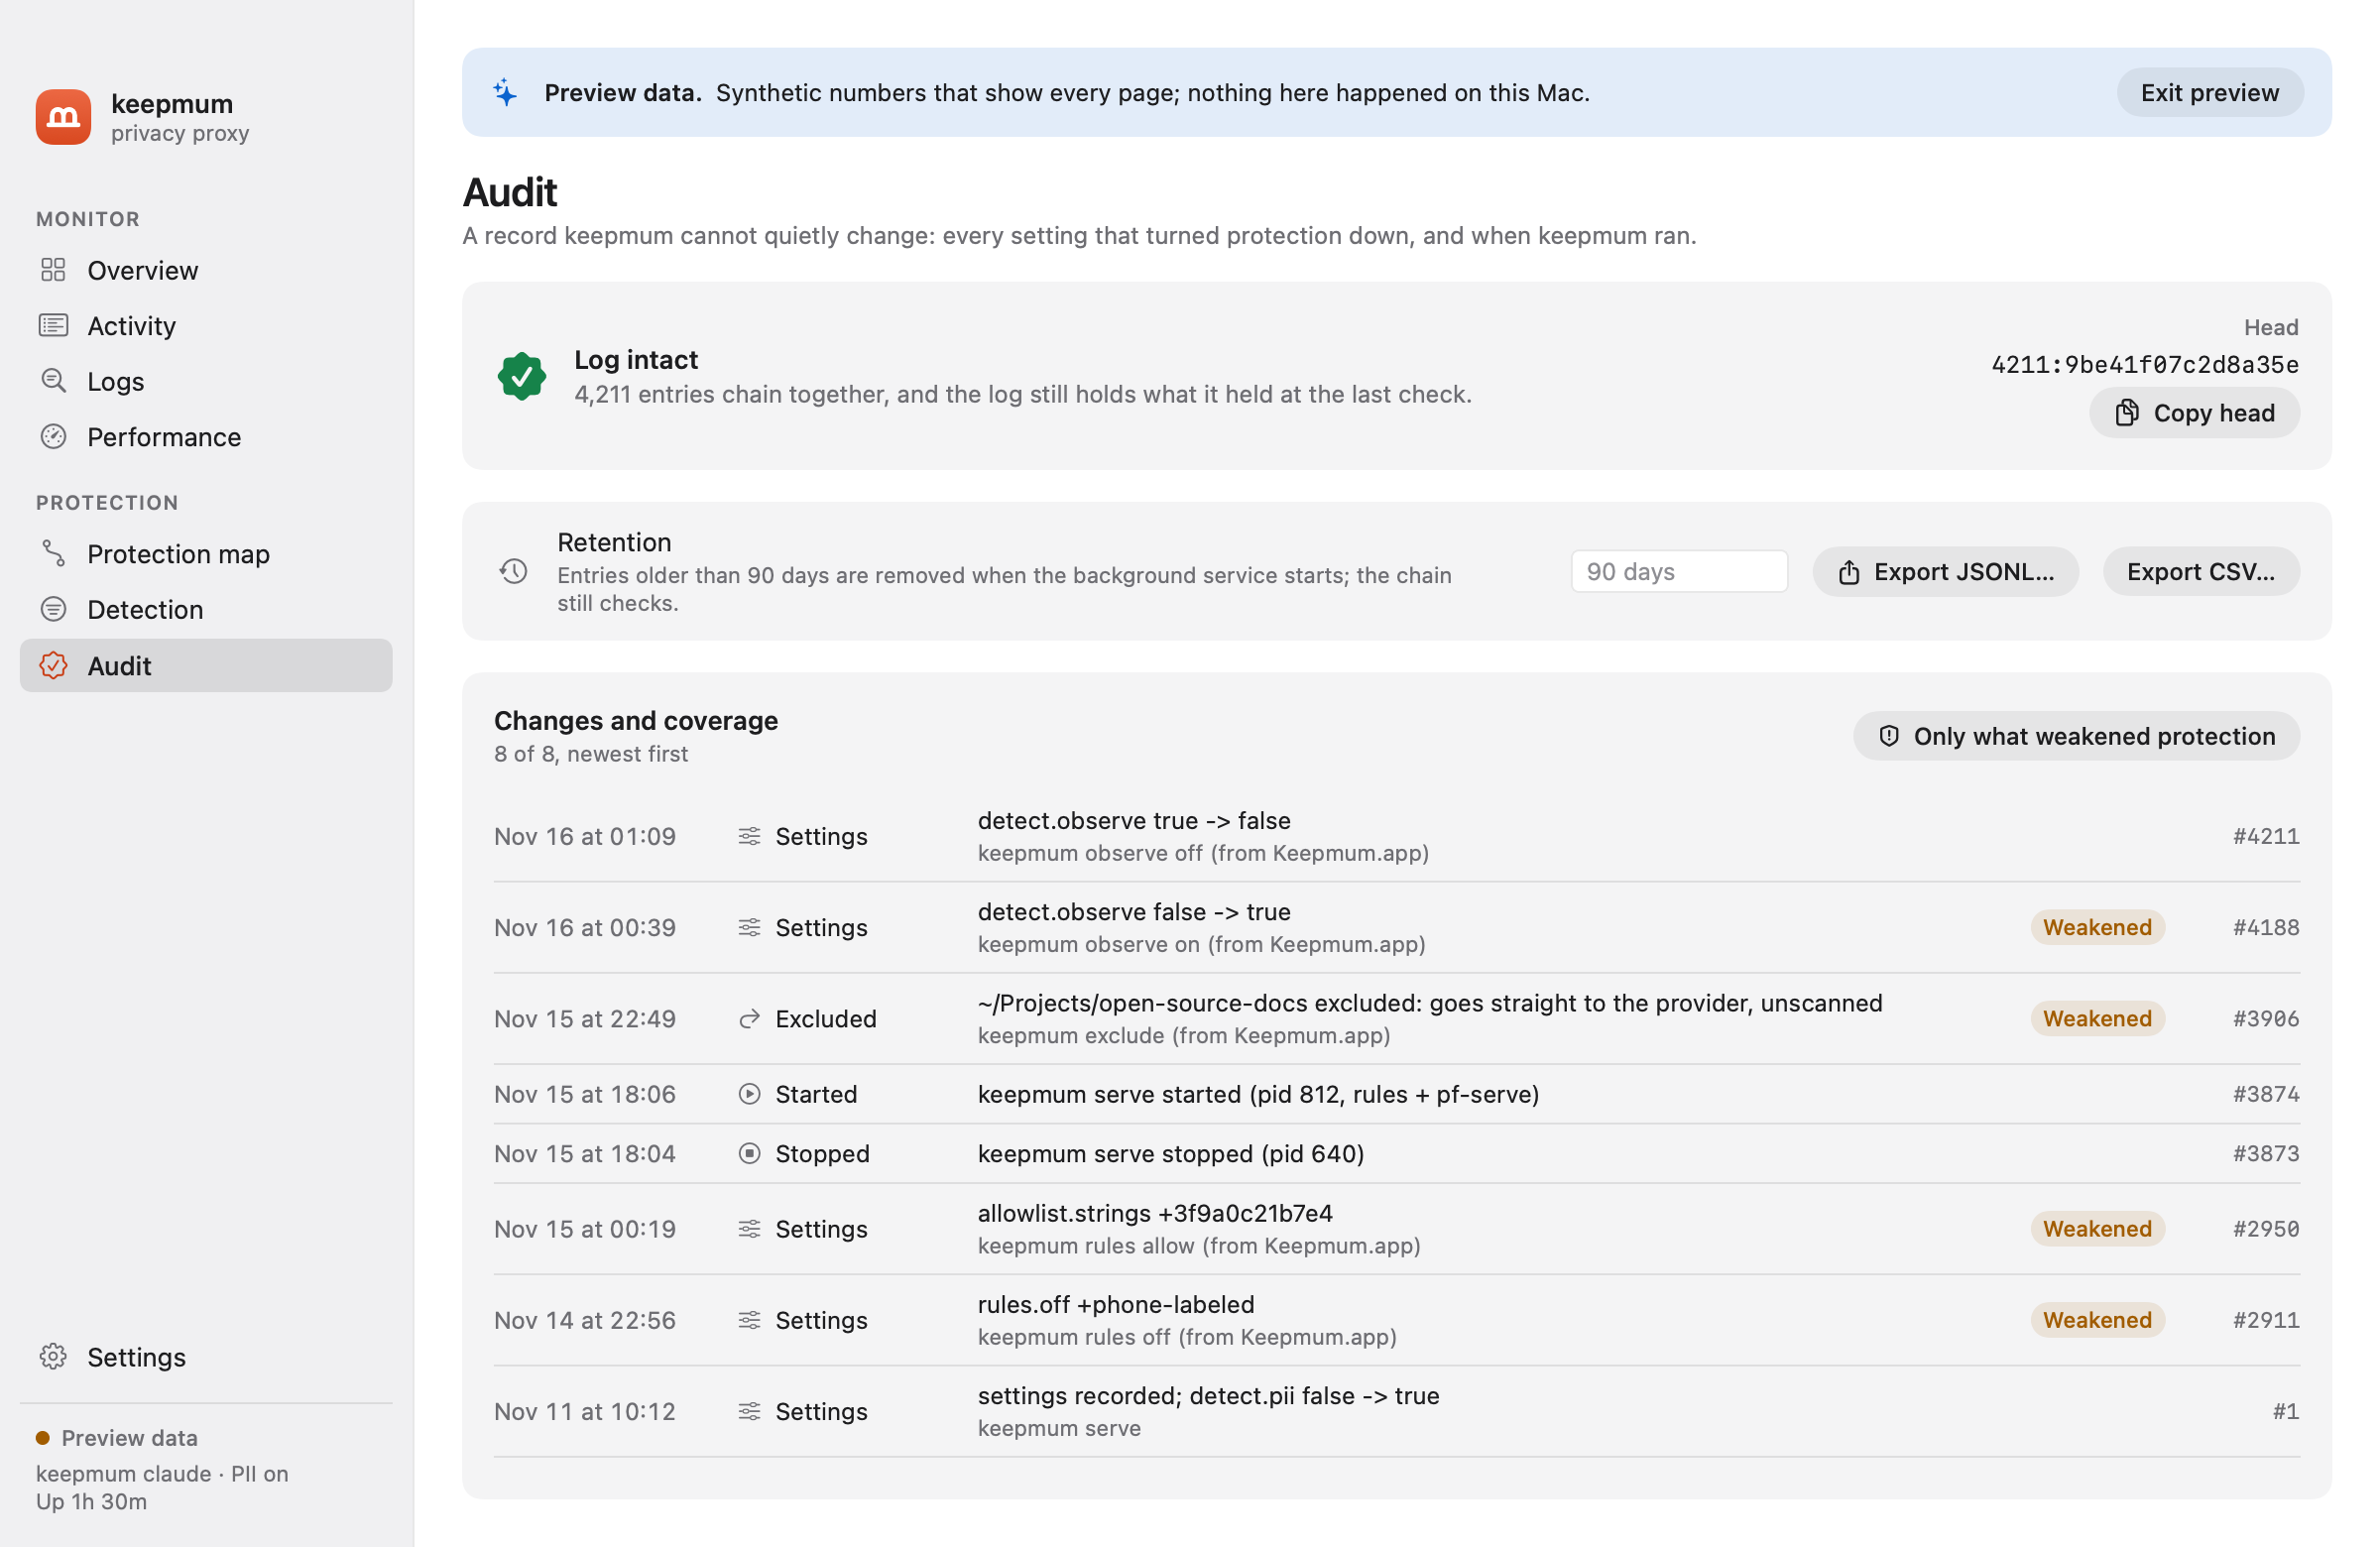 keepmum
privacy proxy
MONITOR
Overview
Activity
Logs
Performance
PROTECTION
Protection map
Detection
Audit
Settings
Preview data
keepmum claude · PII on
Up 1h 30m
Preview data. Synthetic numbers that show every page; nothing here happened on this Mac.
Exit preview
Audit
A record keepmum cannot quietly change: every setting that turned protection down, and when keepmum ran.
Log intact
4,211 entries chain together, and the log still holds what it held at the last check.
Head
4211:9be41f07c2d8a35e
Copy head
Retention
Entries older than 90 days are removed when the background service starts; the chain
still checks.
90 days
Export JSONL...
Export CSV...
Changes and coverage
8 of 8, newest first
Only what weakened protection
Nov 16 at 01:09 Settings detect.observe true -> false #4211
keepmum observe off (from Keepmum.app)
Nov 16 at 00:39 Settings detect.observe false -> true Weakened #4188
keepmum observe on (from Keepmum.app)
Nov 15 at 22:49 Excluded ~/Projects/open-source-docs excluded: goes straight to the provider, unscanned Weakened #3906
keepmum exclude (from Keepmum.app)
Nov 15 at 18:06 Started keepmum serve started (pid 812, rules + pf-serve) #3874
Nov 15 at 18:04 Stopped keepmum serve stopped (pid 640) #3873
Nov 15 at 00:19 Settings allowlist.strings +3f9a0c21b7e4 Weakened #2950
keepmum rules allow (from Keepmum.app)
Nov 14 at 22:56 Settings rules.off +phone-labeled Weakened #2911
keepmum rules off (from Keepmum.app)
Nov 11 at 10:12 Settings settings recorded; detect.pii false -> true #1
keepmum serve